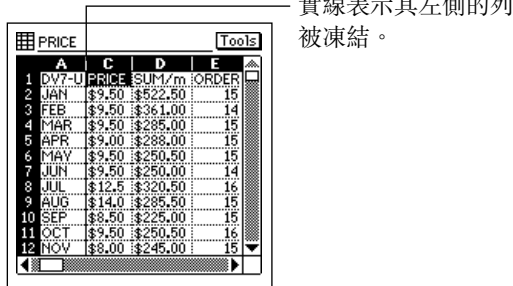 實線表示其左側的列
被凍結。
PRICE Tools
A C D E
1 DV7-U PRICE SUM/m ORDER
2 JAN $9.50 $522.50 15
3 FEB $9.50 $361.00 14
4 MAR $9.50 $285.00 15
5 APR $9.00 $288.00 15
6 MAY $9.50 $250.50 15
7 JUN $9.50 $250.00 14
8 JUL $12.5 $320.50 16
9 AUG $14.0 $285.50 15
10 SEP $8.50 $225.00 15
11 OCT $9.50 $250.50 16
12 NOV $8.00 $245.00 15